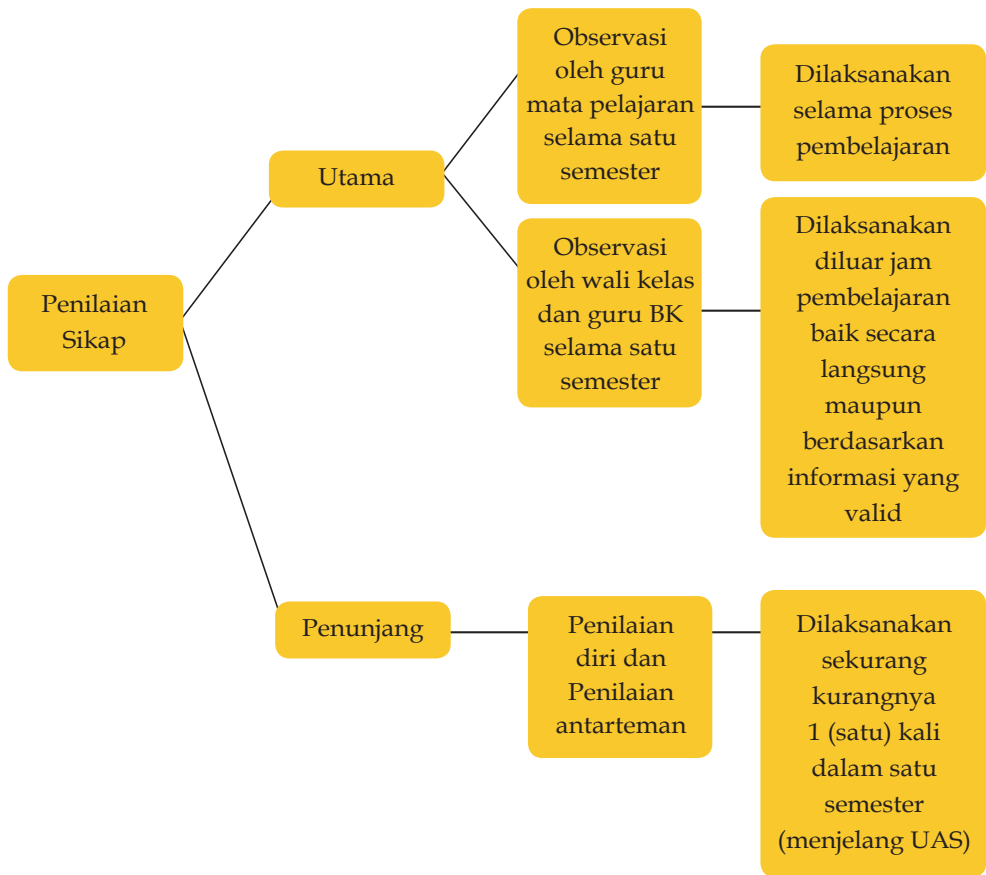 Penilaian
Sikap
Utama
Observasi
oleh guru
mata pelajaran
selama satu
semester
Dilaksanakan
selama proses
pembelajaran
Observasi
oleh wali kelas
dan guru BK
selama satu
semester
Dilaksanakan
diluar jam
pembelajaran
baik secara
langsung
maupun
berdasarkan
informasi yang
valid
Penunjang
Penilaian
diri dan
Penilaian
antarteman
Dilaksanakan
sekurang
kurangnya
1 (satu) kali
dalam satu
semester
(menjelang UAS)